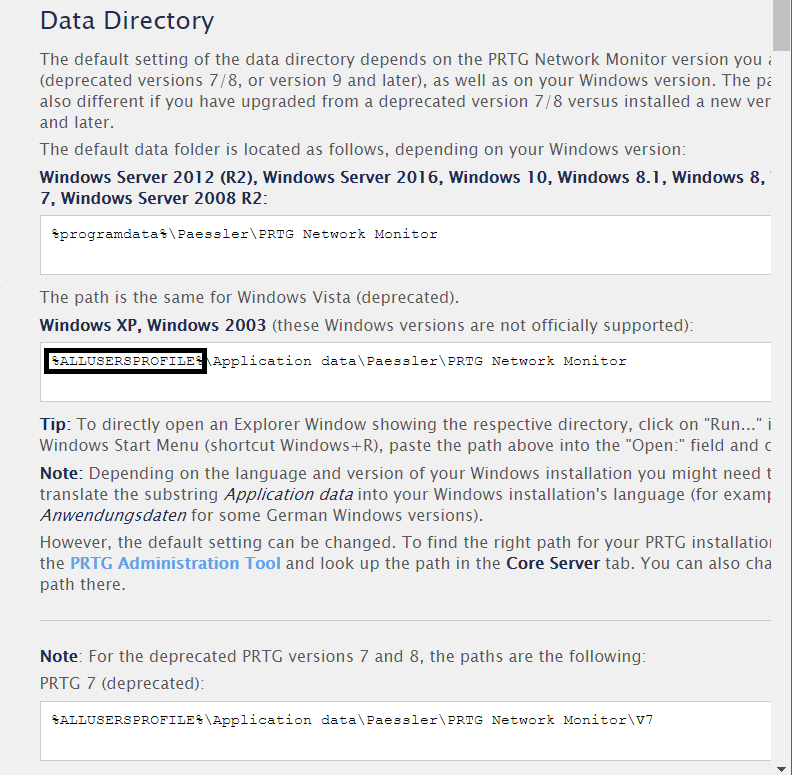 Data Directory
The default setting of the data directory depends on the PRTG Network Monitor version you
(deprecated versions 7/8, or version 9 and later), as well as on your Windows version. The
also different if you have upgraded from a deprecated version 7/8 versus installed a new
and later.
The default data folder is located as follows, depending on your Windows version:
Windows Server 2012 (R2), Windows Server 2016, Windows 10, Windows 8.1, Windows 8,
7, Windows Server 2008 R2:
%programdata%\Paessler\PRTG Network Monitor
The path is the same for Windows Vista (deprecated).
Windows XP, Windows 2003 (these Windows versions are not officially supported):
%ALLUSERSPROFILE%\Application data\Paessler\PRTG Network Monitor
Tip: To directly open an Explorer Window showing the respective directory, click on "Run..."
Windows Start Menu (shortcut Windows+R), paste the path above into the "Open:" field and
Note: Depending on the language and version of your Windows installation you might need
translate the substring Application data into your Windows installation's language (for
Anwendungsdaten for some German Windows versions).
However, the default setting can be changed. To find the right path for your PRTG
the PRTG Administration Tool and look up the path in the Core Server tab. You can also
path there.
Note: For the deprecated PRTG versions 7 and 8, the paths are the following:
PRTG 7 (deprecated):
%ALLUSERSPROFILE%\Application data\Paessler\PRTG Network Monitor\V7